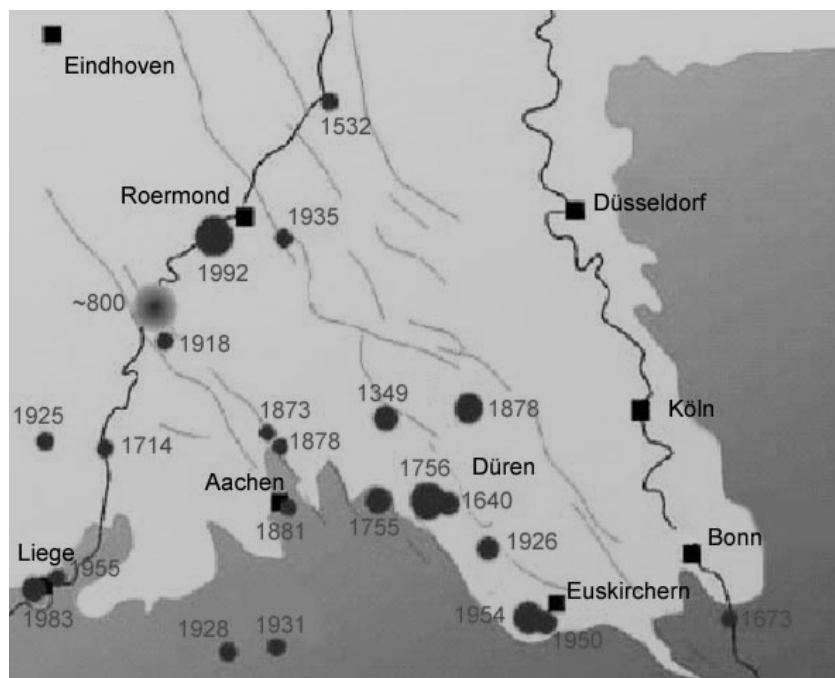 Eindhoven
1532
Roermond
Düsseldorf
1935
1992
~800
1918
1349
1878
Köln
1925
1873
1714
1878
1756
Düren
Aachen
1640
1755
1881
1926
Bonn
Liege
1955
Euskirchern
1954
1983
1950
1673
1928
1931